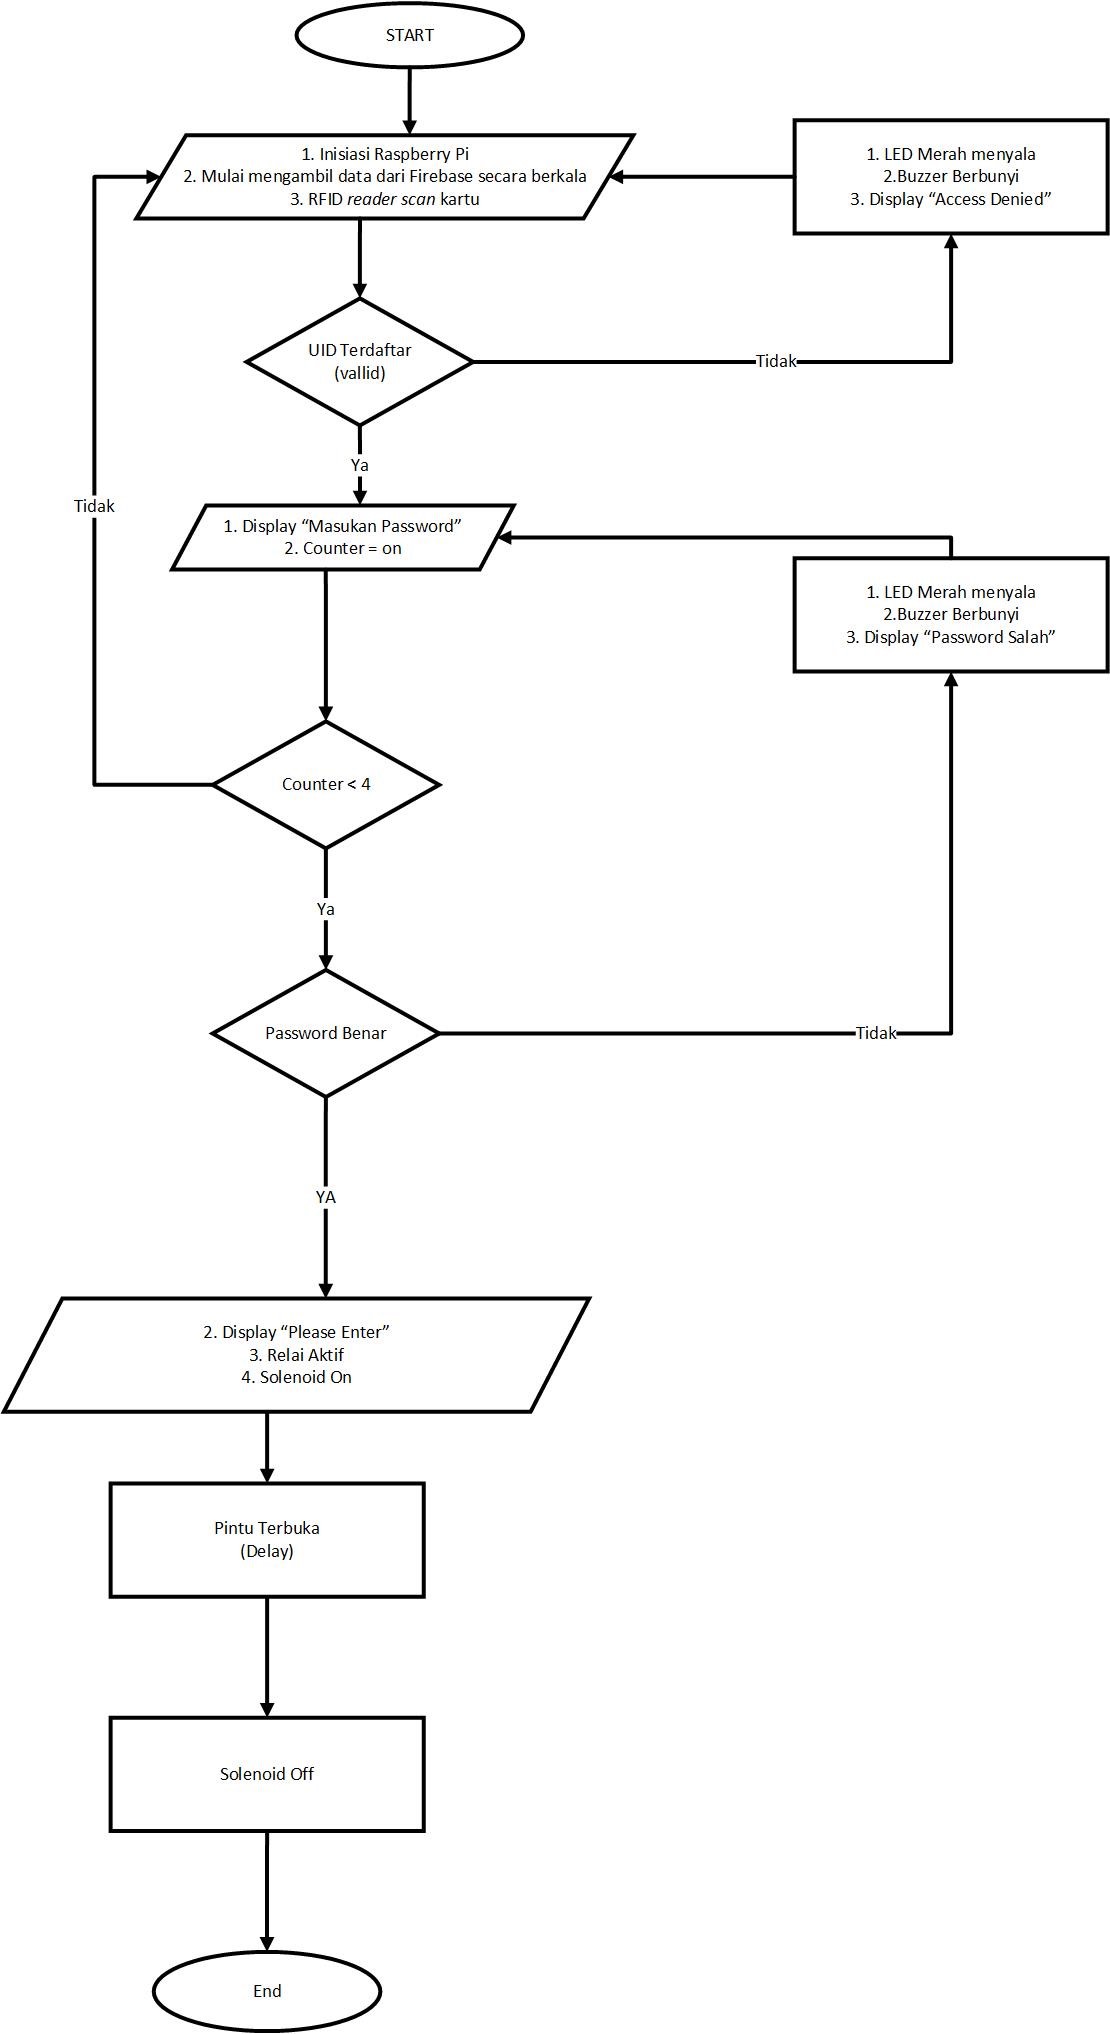 START
1. Inisiasi Raspberry Pi
2. Mulai mengambil data dari Firebase secara berkala
3. RFID reader scan kartu
1. LED Merah menyala
2.Buzzer Berbunyi
3. Display “Access Denied”
UID Terdaftar
(vallid)
Tidak
Ya
Tidak
1. Display “Masukan Password”
2. Counter = on
1. LED Merah menyala
2.Buzzer Berbunyi
3. Display “Password Salah”
Counter < 4
Ya
Password Benar
Tidak
YA
2. Display “Please Enter”
3. Relai Aktif
4. Solenoid On
Pintu Terbuka
(Delay)
Solenoid Off
End